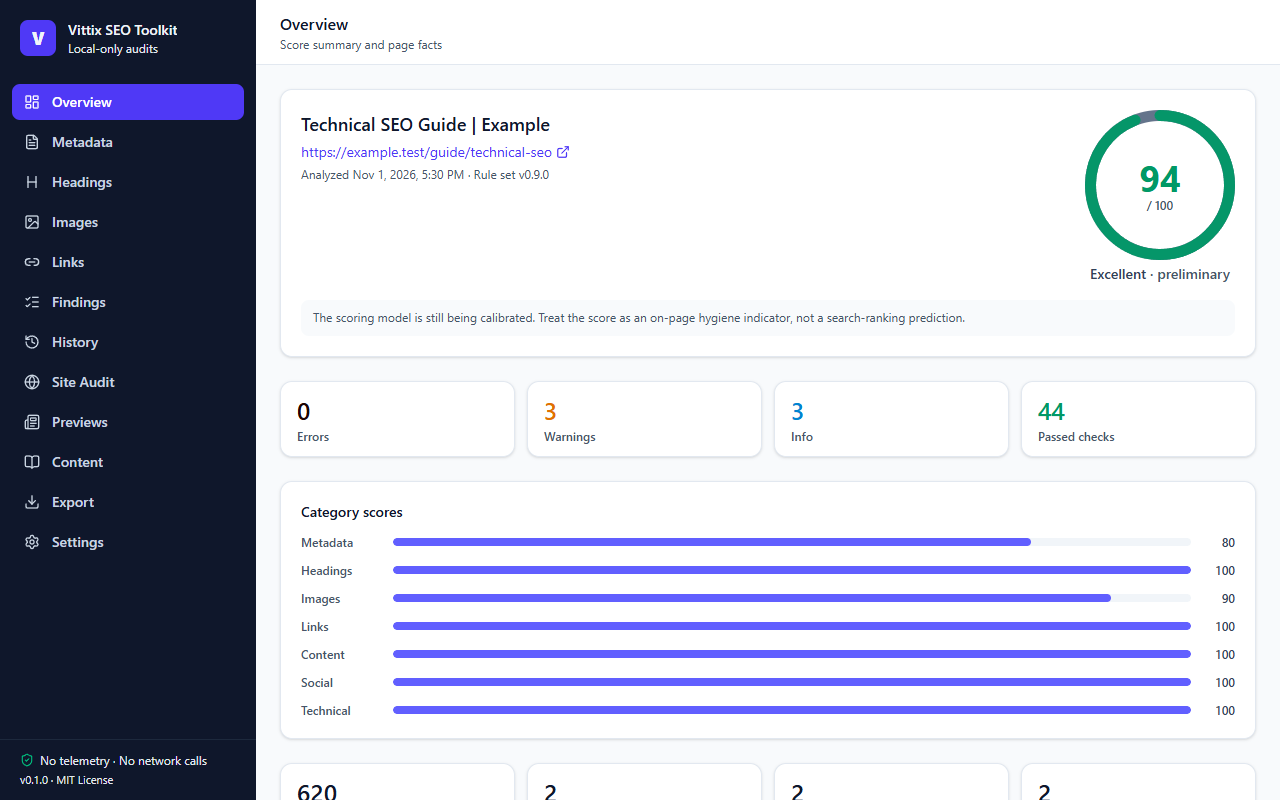 V
Vittix SEO Toolkit
Local-only audits
Overview
Metadata
Headings
Images
Links
Findings
History
Site Audit
Previews
Content
Export
Settings
No telemetry · No network calls
v0.1.0 · MIT License
Overview
Score summary and page facts
Technical SEO Guide | Example
https://example.test/guide/technical-seo
Analyzed Nov 1, 2026, 5:30 PM · Rule set v0.9.0
94
/ 100
Excellent · preliminary
The scoring model is still being calibrated. Treat the score as an on-page hygiene indicator, not a search-ranking prediction.
0
Errors
3
Warnings
3
Info
44
Passed checks
Category scores
Metadata 80
Headings 100
Images 90
Links 100
Content 100
Social 100
Technical 100
620
2
2
2